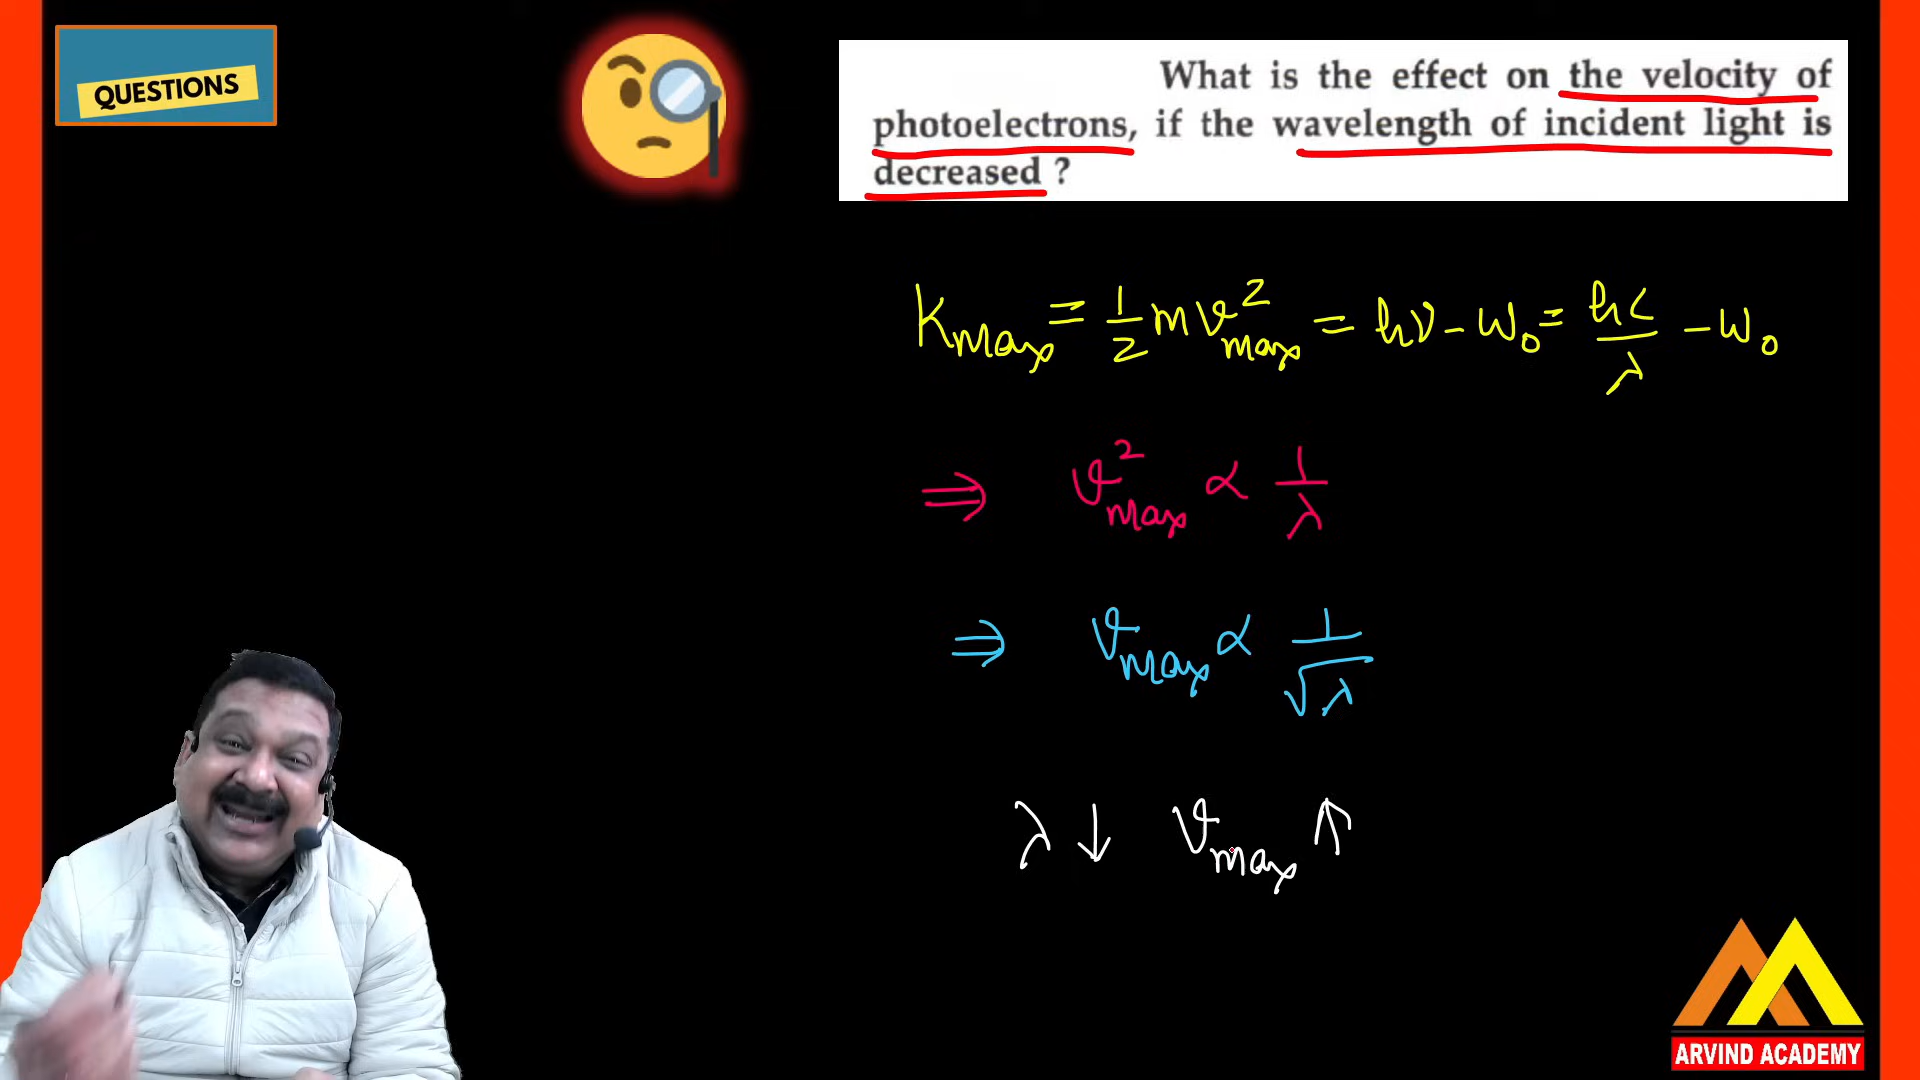 QUESTIONS
What is the effect on the velocity of
photoelectrons, if the wavelength of incident light is
decreased ?
Kmax = 1/2 mv²max = hν - W₀ = hc/λ - W₀
⇒ v²max ∝ 1/λ
⇒ vmax ∝ 1/√λ
λ ↓ vmax ↑
ARVIND ACADEMY